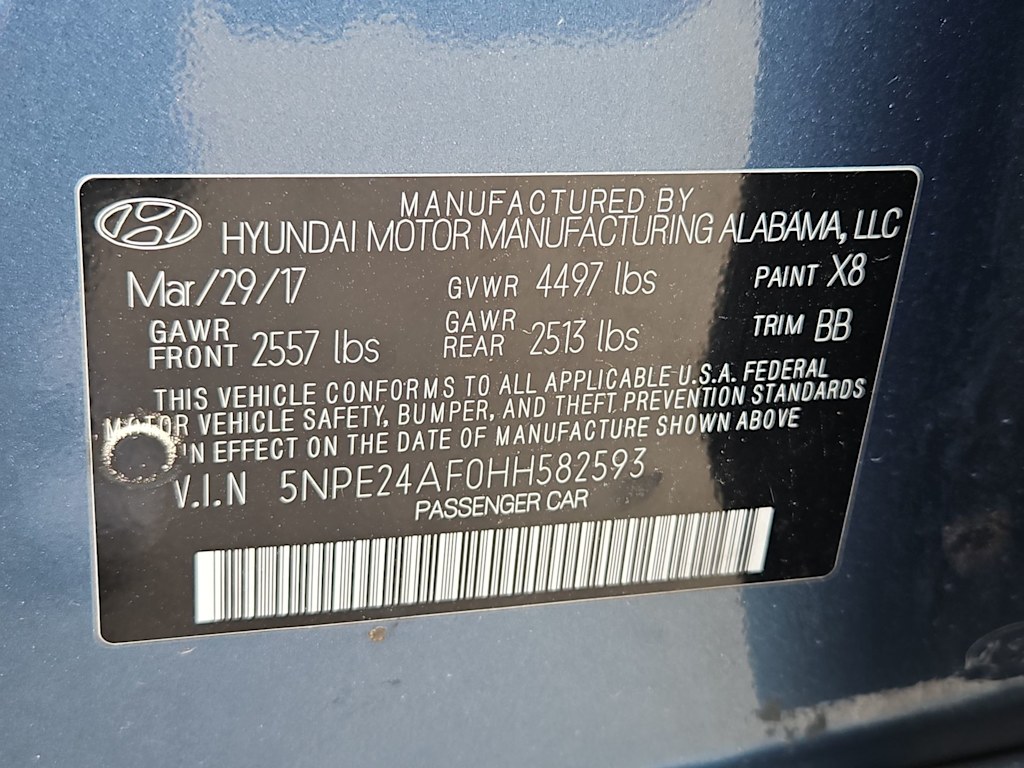 MANUFACTURED BY
HYUNDAI MOTOR MANUFACTURING ALABAMA, LLC
Mar/29/17 GVWR 4497 lbs PAINT X8
GAWR FRONT 2557 lbs GAWR REAR 2513 lbs TRIM BB
THIS VEHICLE CONFORMS TO ALL APPLICABLE U.S.A. FEDERAL
MOTOR VEHICLE SAFETY, BUMPER, AND THEFT PREVENTION STANDARDS
IN EFFECT ON THE DATE OF MANUFACTURE SHOWN ABOVE
V.I.N 5NPE24AF0HH582593
PASSENGER CAR